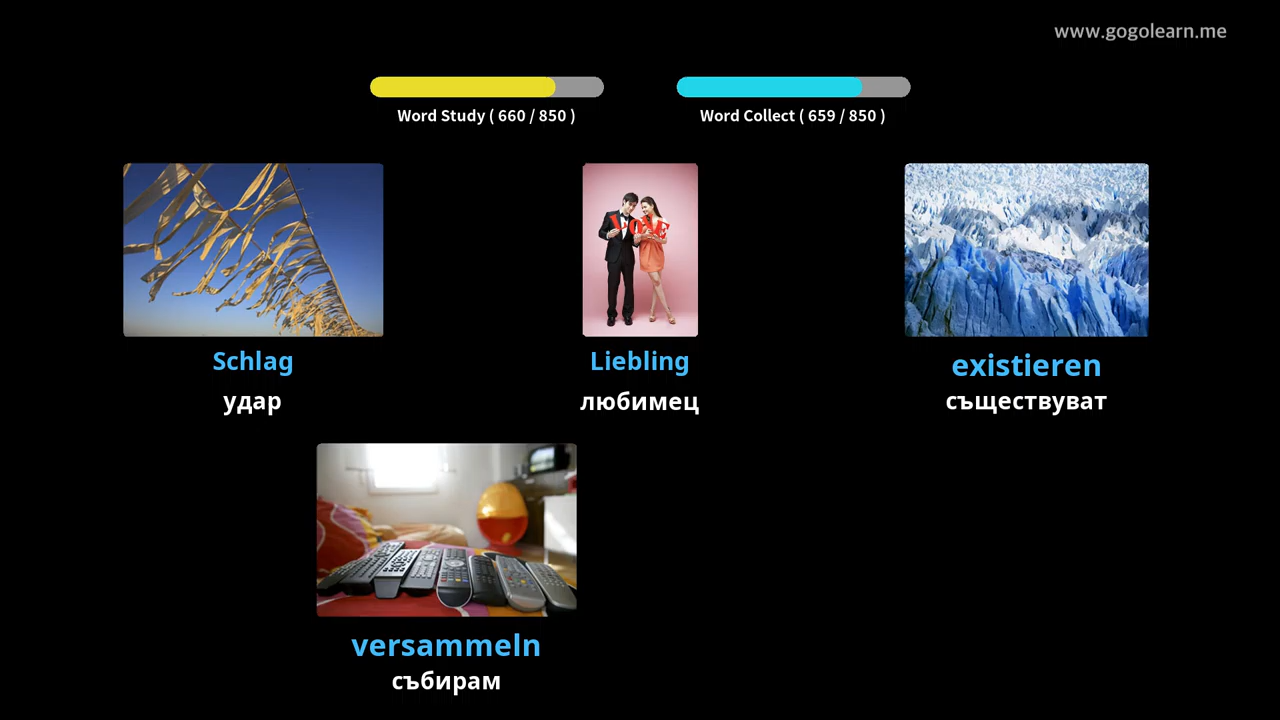 www.gogolearn.me
Word Study ( 660 / 850 )
Word Collect ( 659 / 850 )
LOVE
Schlag
Liebling
existieren
удар
любимец
съществуват
versammeln
събирам